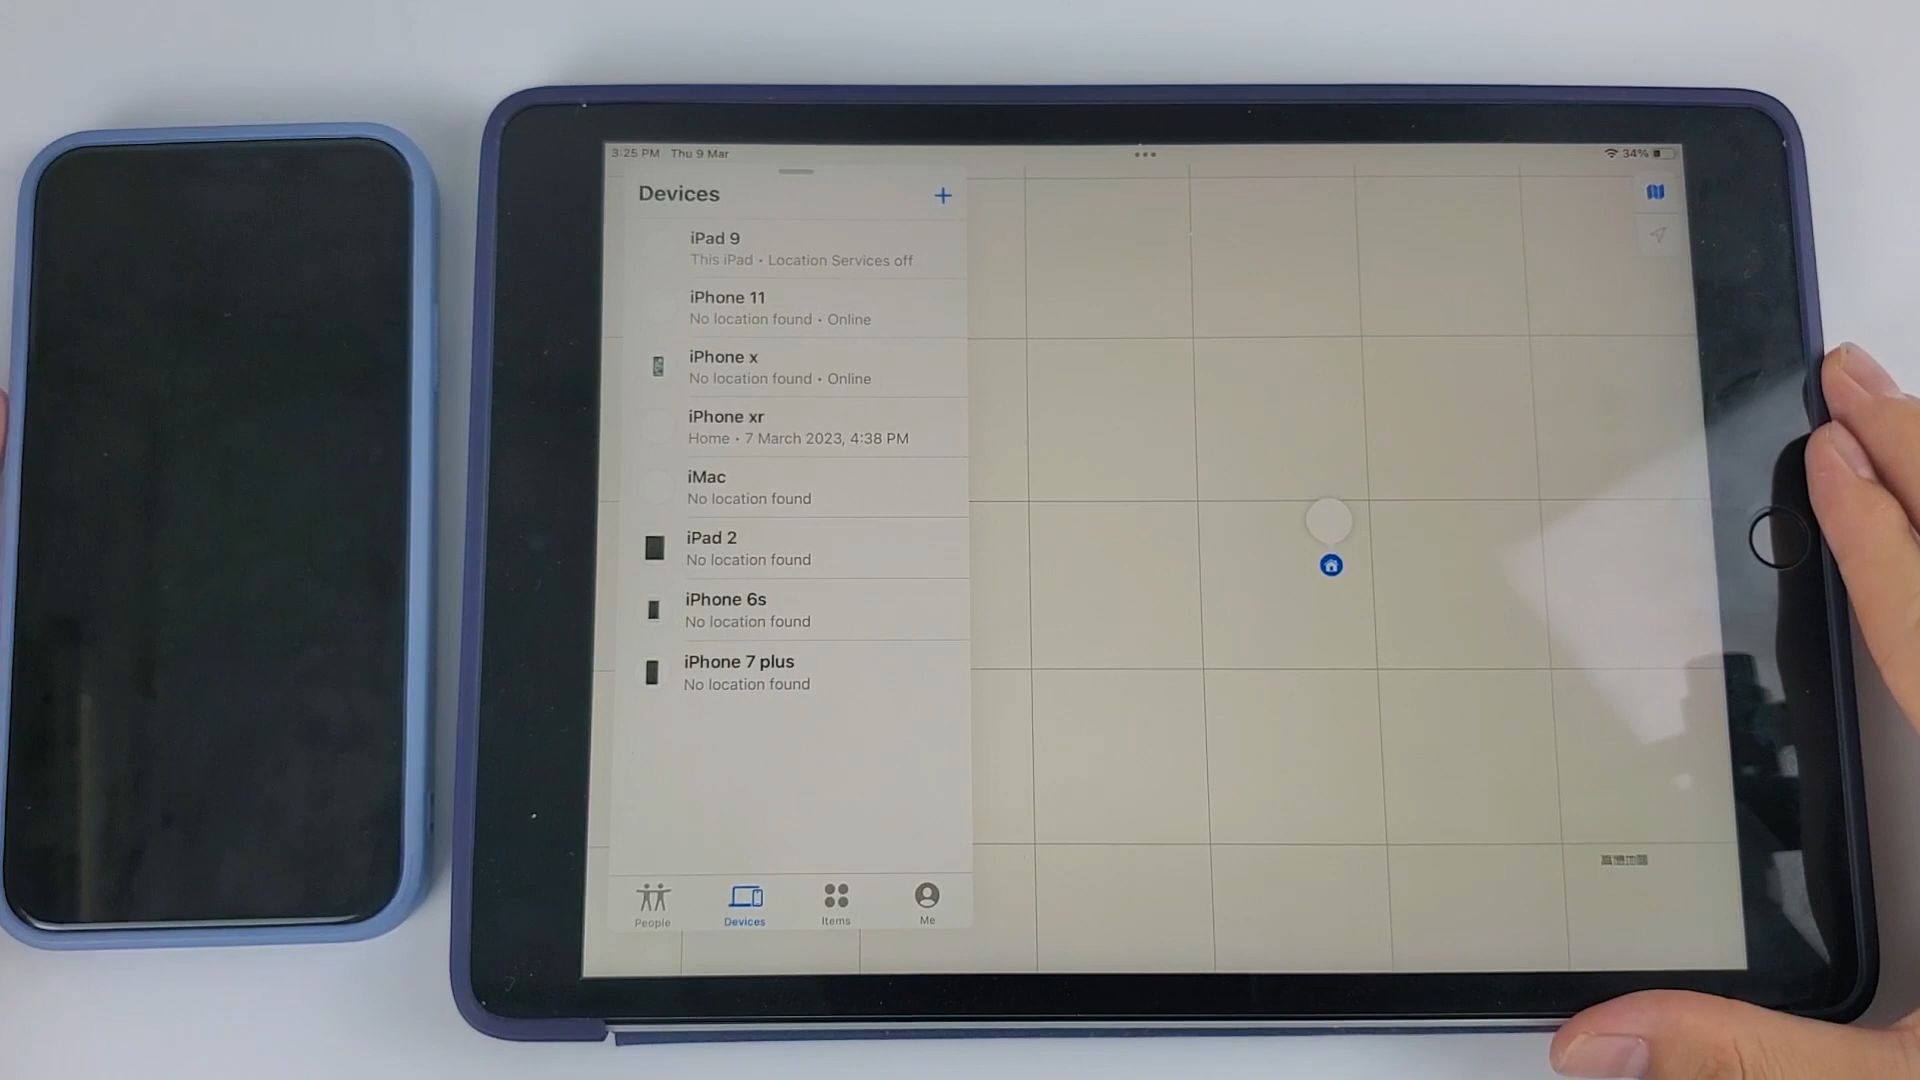 3:25 PM Thu 9 Mar
34%
Devices
iPad 9
This iPad • Location Services off
iPhone 11
No location found • Online
iPhone x
No location found • Online
iPhone xr
Home • 7 March 2023, 4:38 PM
iMac
No location found
iPad 2
No location found
iPhone 6s
No location found
iPhone 7 plus
No location found
People
Devices
Items
Me